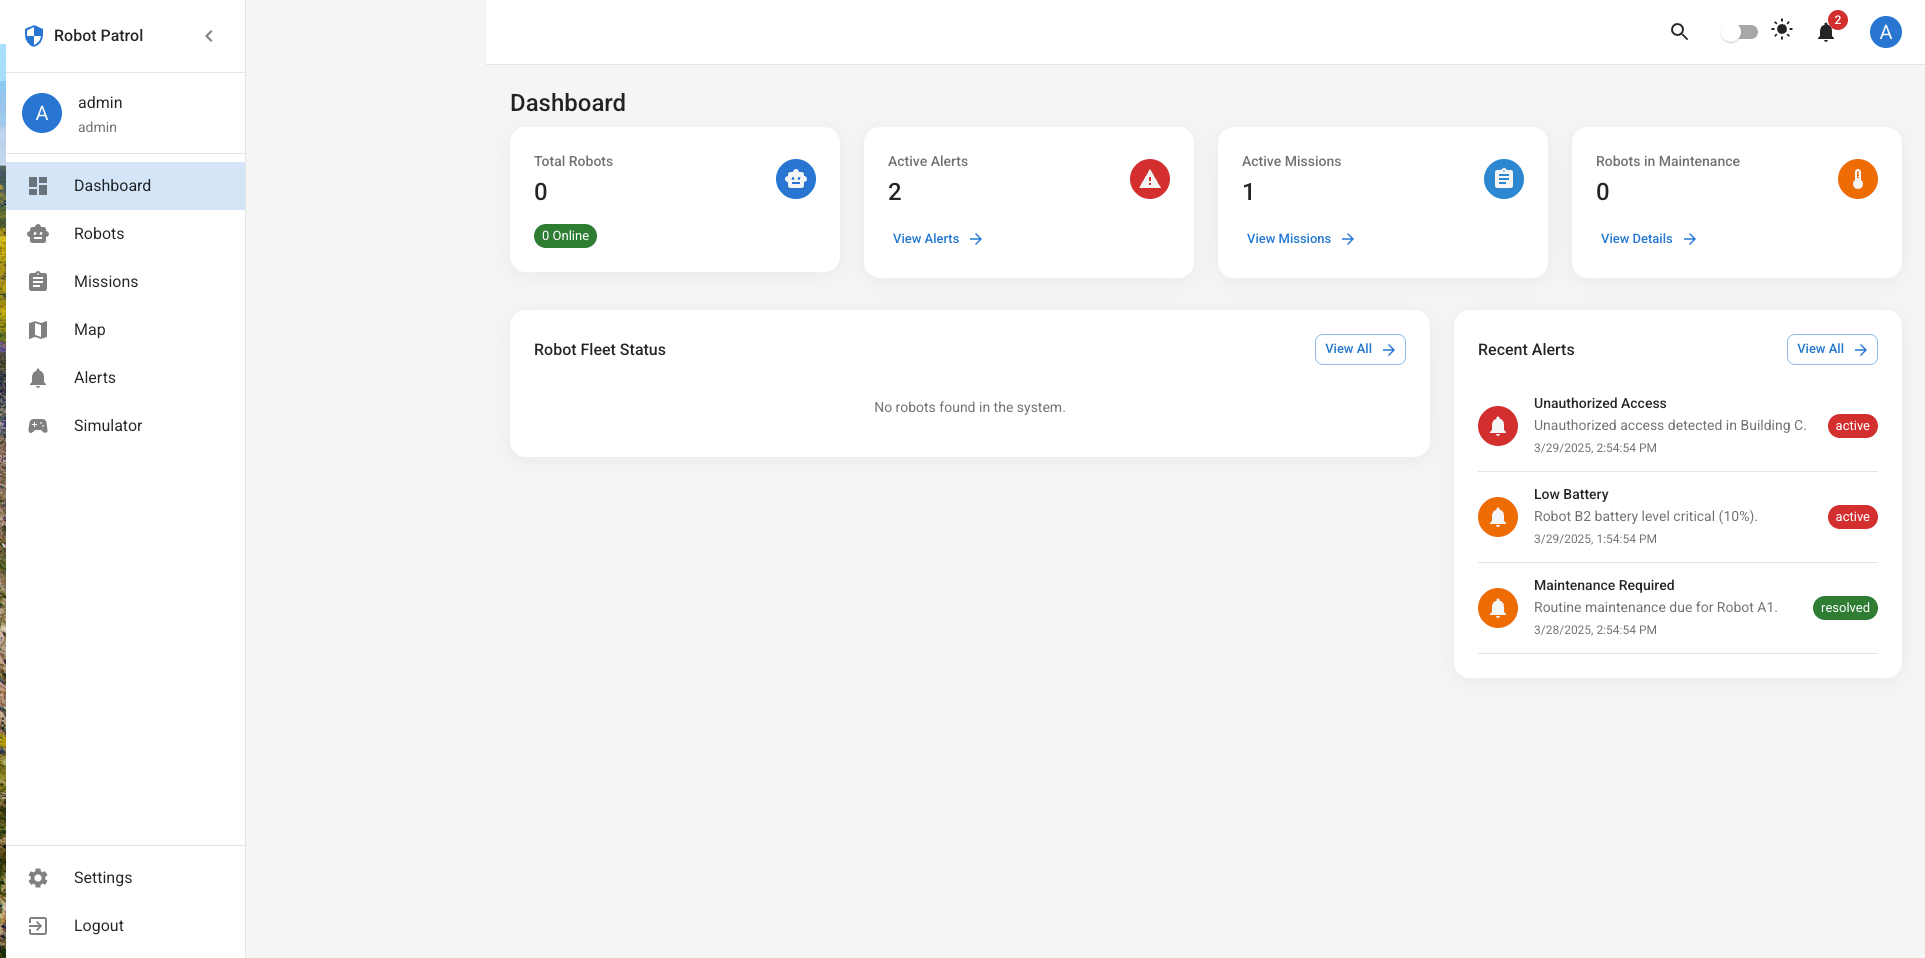 Robot Patrol
2
A
A
admin
admin
Dashboard
Robots
Missions
Map
Alerts
Simulator
Settings
Logout
Dashboard
Total Robots
0
0 Online
Active Alerts
2
View Alerts
Active Missions
1
View Missions
Robots in Maintenance
0
View Details
Robot Fleet Status
View All
No robots found in the system.
Recent Alerts
View All
Unauthorized Access
Unauthorized access detected in Building C.
3/29/2025, 2:54:54 PM
active
Low Battery
Robot B2 battery level critical (10%).
3/29/2025, 1:54:54 PM
active
Maintenance Required
Routine maintenance due for Robot A1.
3/28/2025, 2:54:54 PM
resolved